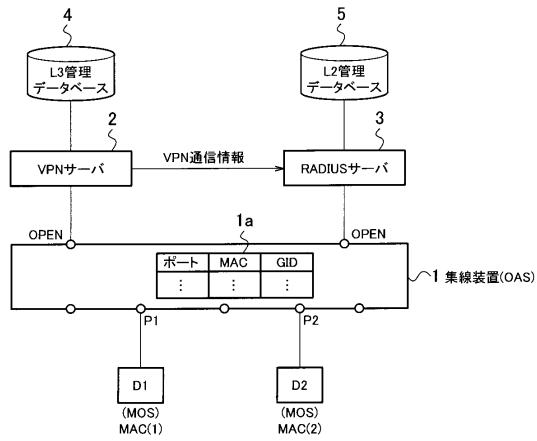 4
L3管理
データベース
5
L2管理
データベース
2
VPNサーバ
VPN通信情報
3
RADIUSサーバ
OPEN
1a
OPEN
ポート MAC GID
⋮ ⋮ ⋮
1 集線装置(OAS)
P1
P2
D1
D2
(MOS)
MAC(1)
(MOS)
MAC(2)